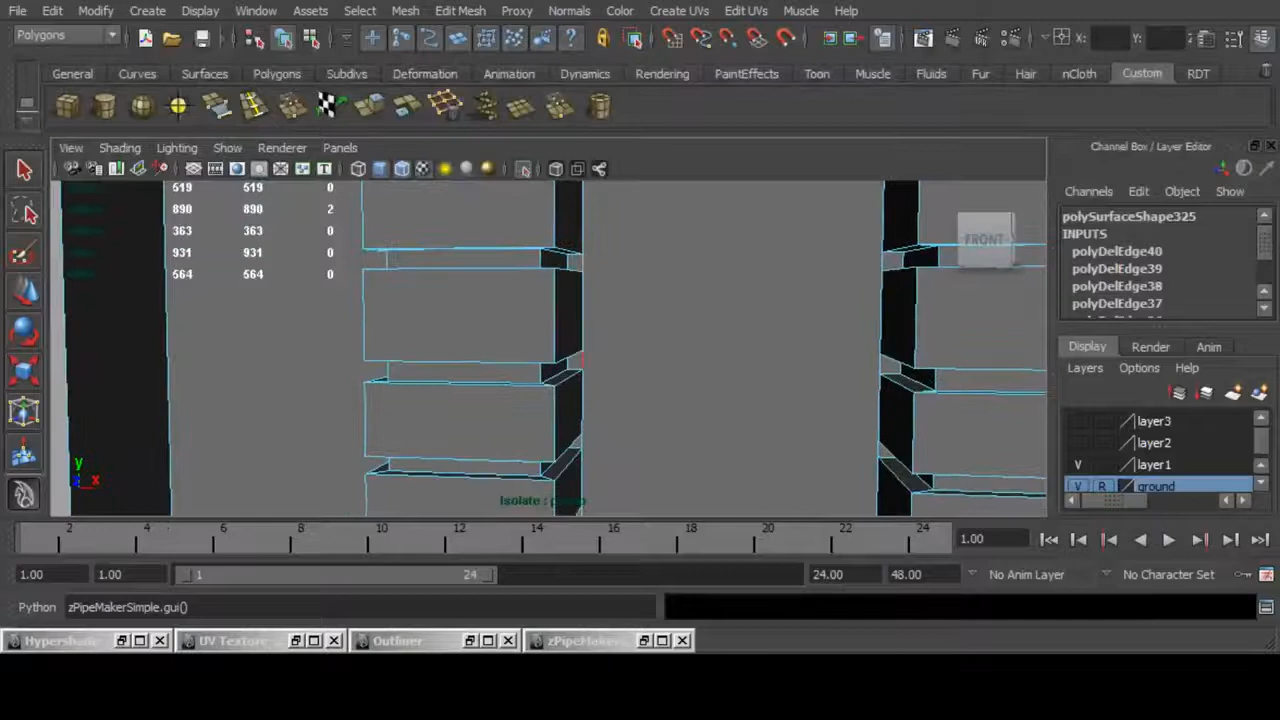 File Edit Modify Create Display Window Assets Select Mesh Edit Mesh Proxy Normals Color Create UVs Edit UVs Muscle Help
Polygons X: Y:
General Curves Surfaces Polygons Subdivs Deformation Animation Dynamics Rendering PaintEffects Toon Muscle Fluids Fur Hair nCloth Custom RDT
View Shading Lighting Show Renderer Panels
Channel Box / Layer Editor
Channels Edit Object Show
519 519 0
890 890 2
363 363 0
931 931 0
564 564 0
FRONT
polySurfaceShape325
INPUTS
polyDelEdge40
polyDelEdge39
polyDelEdge38
polyDelEdge37
Display Render Anim
Layers Options Help
layer3
layer2
V layer1
V R ground
y
x
Isolate :
2 4 6 8 10 12 14 16 18 20 22 24
1.00
1.00 1.00 1 24 24.00 48.00 No Anim Layer No Character Set
Python zPipeMakerSimple.gui()
Hypersha UV Texture Outliner zPipeMake